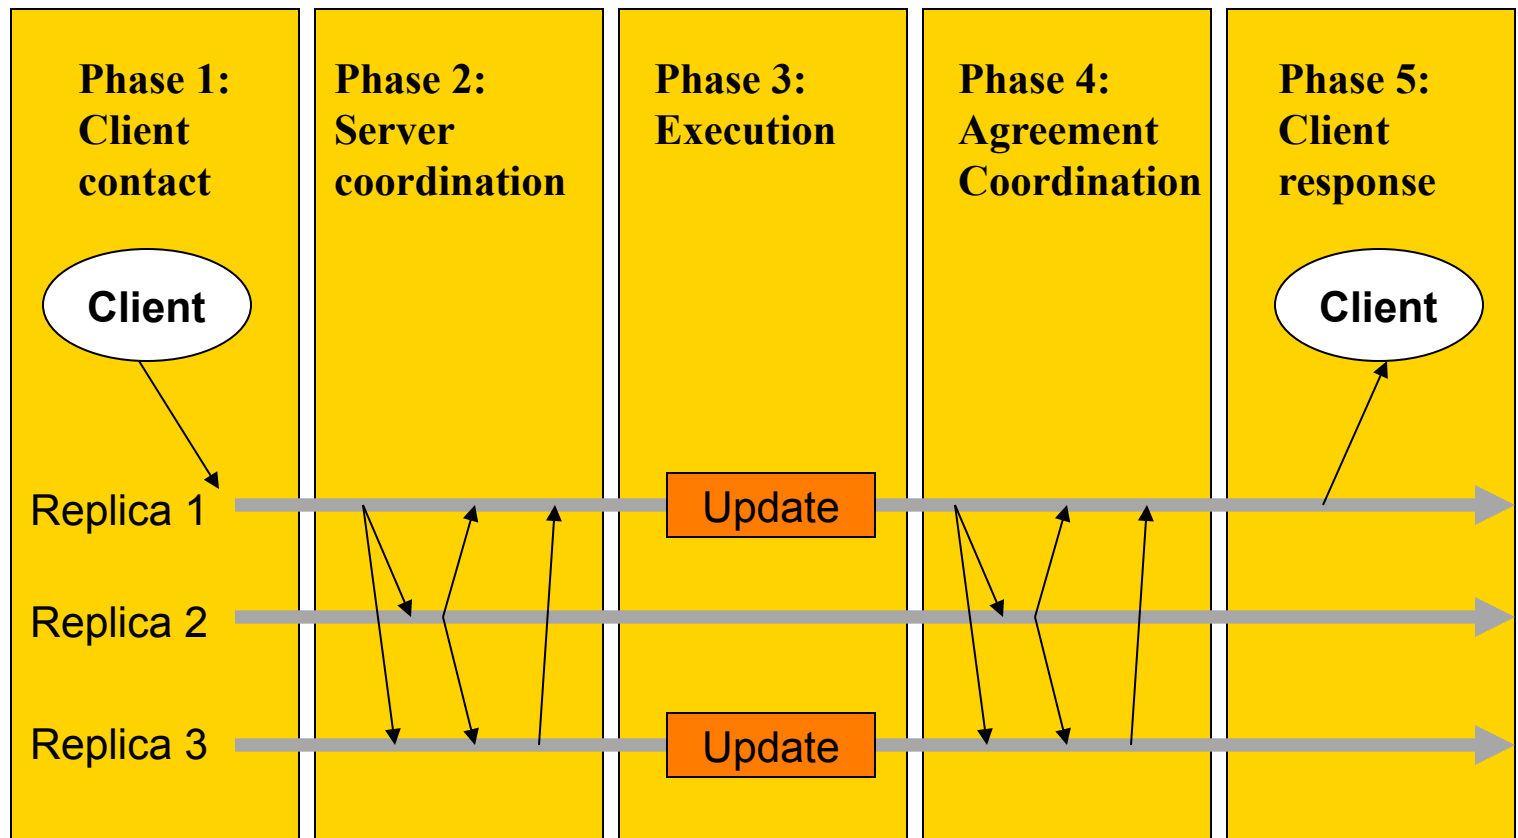 Phase 1:
Client
contact
Phase 2:
Server
coordination
Phase 3:
Execution
Phase 4:
Agreement
Coordination
Phase 5:
Client
response
Client
Client
Replica 1
Update
Replica 2
Replica 3
Update